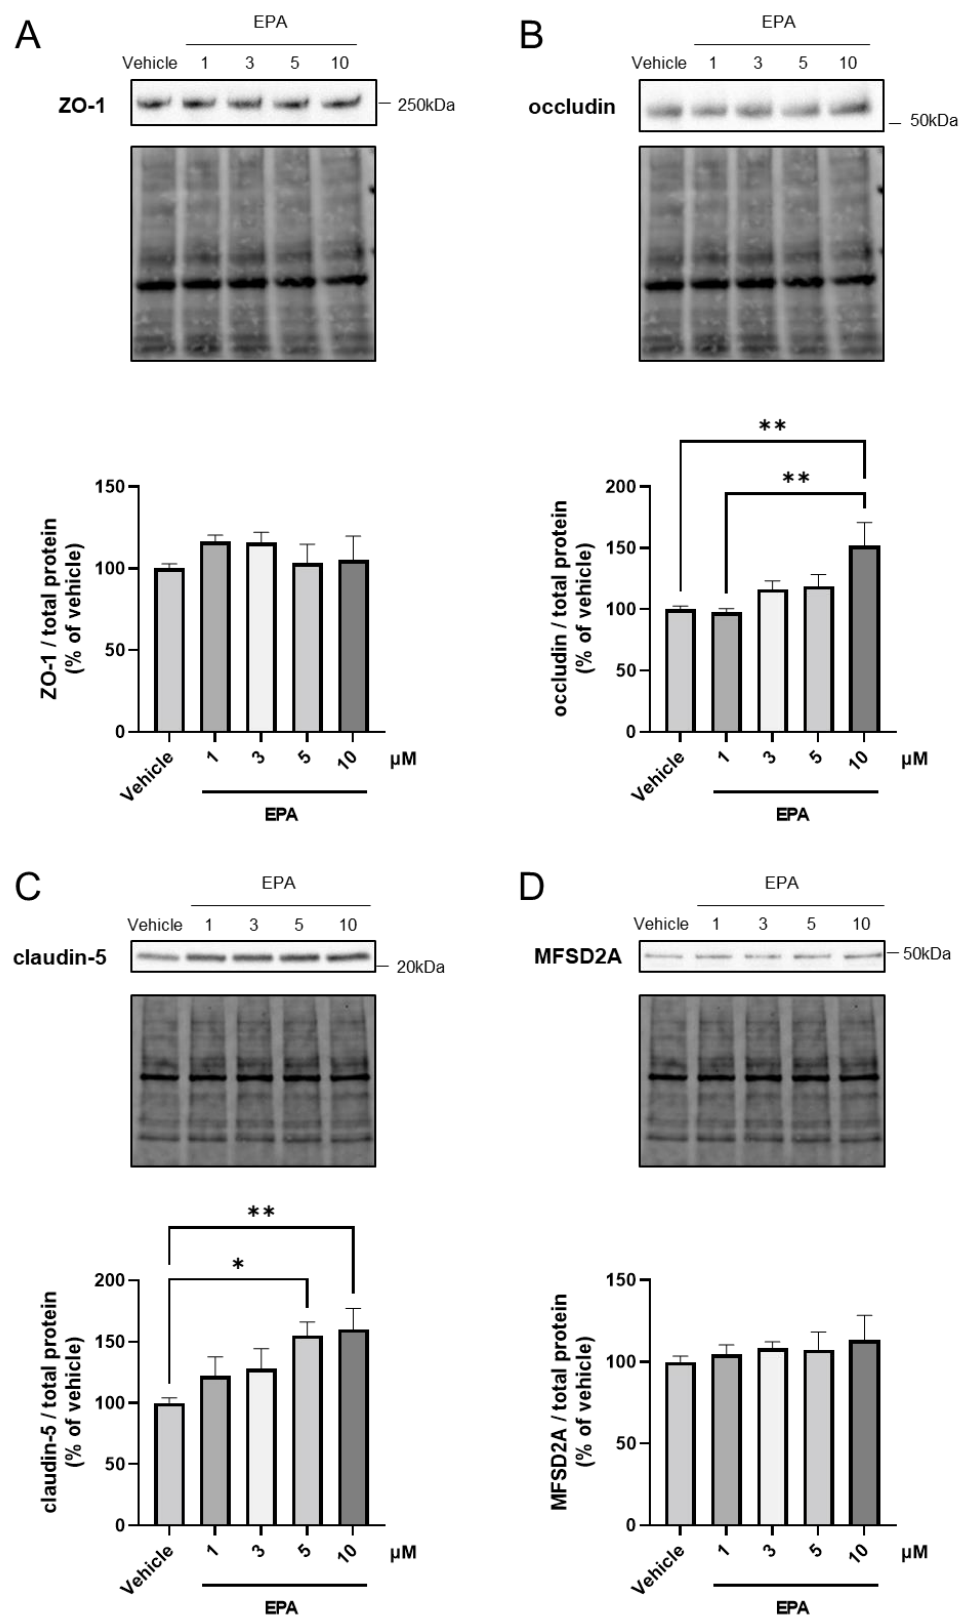 A
EPA
Vehicle 1 3 5 10
ZO-1
250kDa
ZO-1 / total protein
(% of vehicle)
150
100
50
0
Vehicle 1 3 5 10 µM
EPA
B
EPA
Vehicle 1 3 5 10
occludin
50kDa
**
**
occludin / total protein
(% of vehicle)
200
150
100
50
0
Vehicle 1 3 5 10 µM
EPA
C
EPA
Vehicle 1 3 5 10
claudin-5
20kDa
**
*
claudin-5 / total protein
(% of vehicle)
200
150
100
50
0
Vehicle 1 3 5 10 µM
EPA
D
EPA
Vehicle 1 3 5 10
MFSD2A
50kDa
MFSD2A / total protein
(% of vehicle)
150
100
50
0
Vehicle 1 3 5 10 µM
EPA